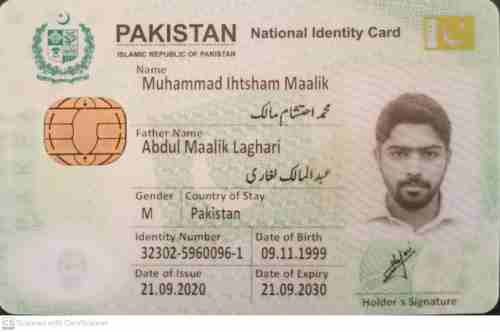 PAKISTAN National Identity Card
ISLAMIC REPUBLIC OF PAKISTAN
Name
Muhammad Ihtsham Maalik
محمد احتشام مالک
Father Name
Abdul Maalik Laghari
عبدالمالک لغاری
Gender Country of Stay
M Pakistan
Identity Number Date of Birth
32302-5960096-1 09.11.1999
Date of Issue Date of Expiry
21.09.2020 21.09.2030
Holder's Signature
CS Scanned with CamScanner